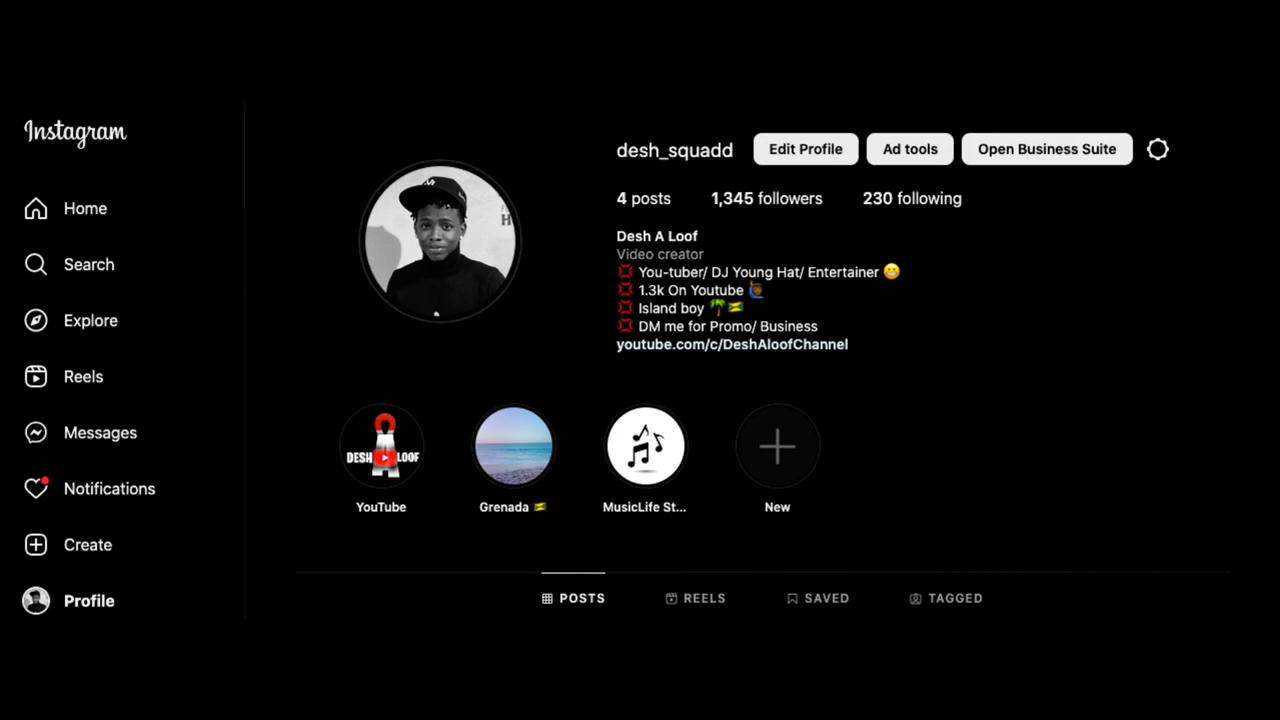 Instagram
Home
Search
Explore
Reels
Messages
Notifications
Create
Profile
desh_squadd Edit Profile Ad tools Open Business Suite
4 posts 1,345 followers 230 following
Desh A Loof
Video creator
💢 You-tuber/ DJ Young Hat/ Entertainer 😬
💢 1.3k On Youtube 🙋🏾‍♂️
💢 Island boy 🌴🇬🇩
💢 DM me for Promo/ Business
youtube.com/c/DeshAloofChannel
DESH LOOF
YouTube Grenada 🇬🇩 MusicLife St... New
POSTS REELS SAVED TAGGED